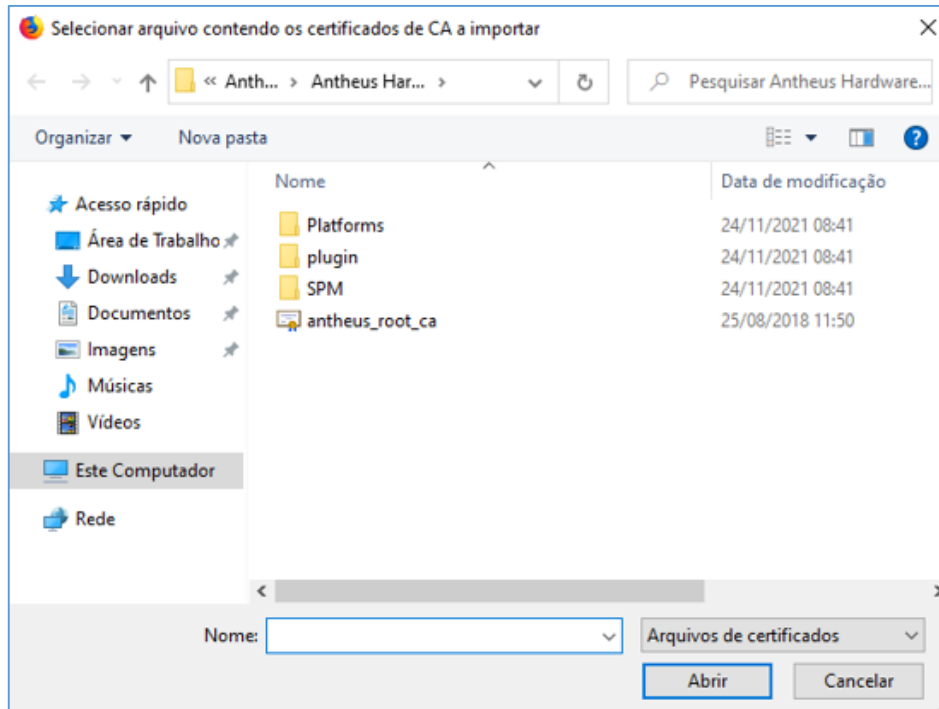 Selecionar arquivo contendo os certificados de CA a importar
« Anth... › Antheus Har... ›
Pesquisar Antheus Hardware...
Organizar
Nova pasta
Nome
Data de modificação
Acesso rápido
Área de Trabalho
Downloads
Documentos
Imagens
Músicas
Vídeos
Este Computador
Rede
Platforms 24/11/2021 08:41
plugin 24/11/2021 08:41
SPM 24/11/2021 08:41
antheus_root_ca 25/08/2018 11:50
Nome:
Arquivos de certificados
Abrir
Cancelar